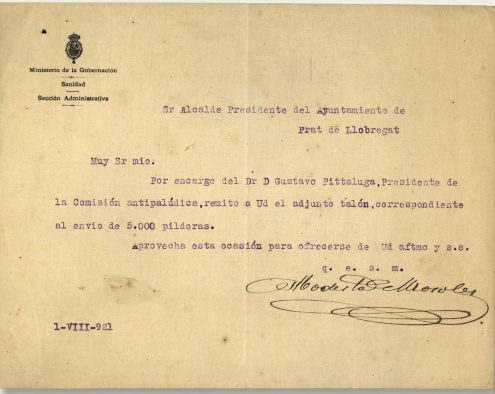 Ministerio de la Gobernación
Sanidad
Sección Administrativa
Sr Alcalde Presidente del Ayuntamiento de
Prat de Llobregat
Muy Sr mio:
Por encargo del Dr D Gustavo Pittaluga,Presidente de
la Comisión antipalúdica,remito a Ud el adjunto talón,correspondiente
al envio de 5.000 pildoras.
Aprovecha esta ocasión para ofrecerse de Ud aftmo y s.s.
q. e. s. m.
Modesto Morales
1-VIII-921